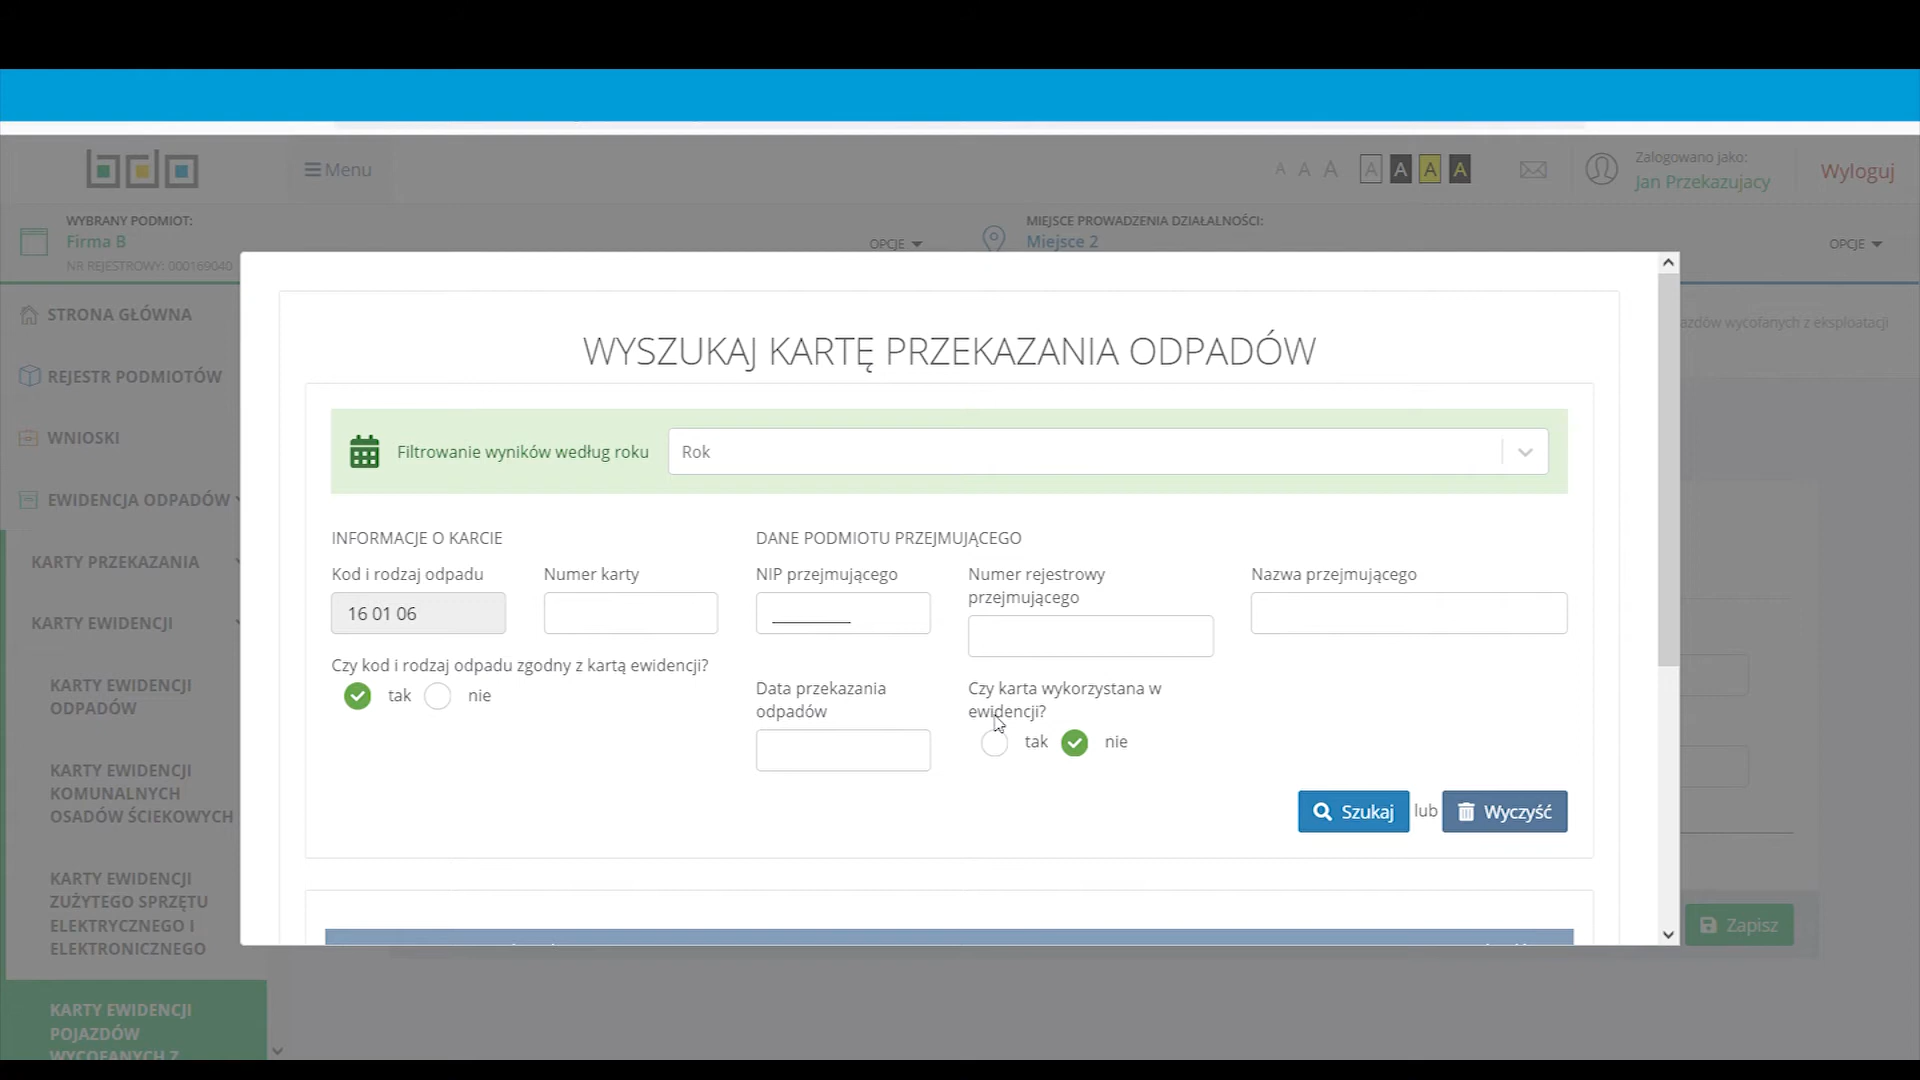 bdo
Menu
A A A A A A A
Zalogowano jako:
Jan Przekazujacy
Wyloguj
WYBRANY PODMIOT:
Firma B
NR REJESTROWY: 000169040
OPCJE
MIEJSCE PROWADZENIA DZIAŁALNOŚCI:
Miejsce 2
OPCJE
STRONA GŁÓWNA
REJESTR PODMIOTÓW
WNIOSKI
EWIDENCJA ODPADÓW
KARTY PRZEKAZANIA
KARTY EWIDENCJI
KARTY EWIDENCJI
ODPADÓW
KARTY EWIDENCJI
KOMUNALNYCH
OSADÓW ŚCIEKOWYCH
KARTY EWIDENCJI
ZUŻYTEGO SPRZĘTU
ELEKTRYCZNEGO I
ELEKTRONICZNEGO
KARTY EWIDENCJI
POJAZDÓW
WYCOFANYCH Z
azdów wycofanych z eksploatacji
WYSZUKAJ KARTĘ PRZEKAZANIA ODPADÓW
Filtrowanie wyników według roku
Rok
INFORMACJE O KARCIE
Kod i rodzaj odpadu
16 01 06
Numer karty
Czy kod i rodzaj odpadu zgodny z kartą ewidencji?
tak nie
DANE PODMIOTU PRZEJMUJĄCEGO
NIP przejmującego
Numer rejestrowy
przejmującego
Nazwa przejmującego
Data przekazania
odpadów
Czy karta wykorzystana w
ewidencji?
tak nie
Szukaj lub Wyczyść
Zapisz